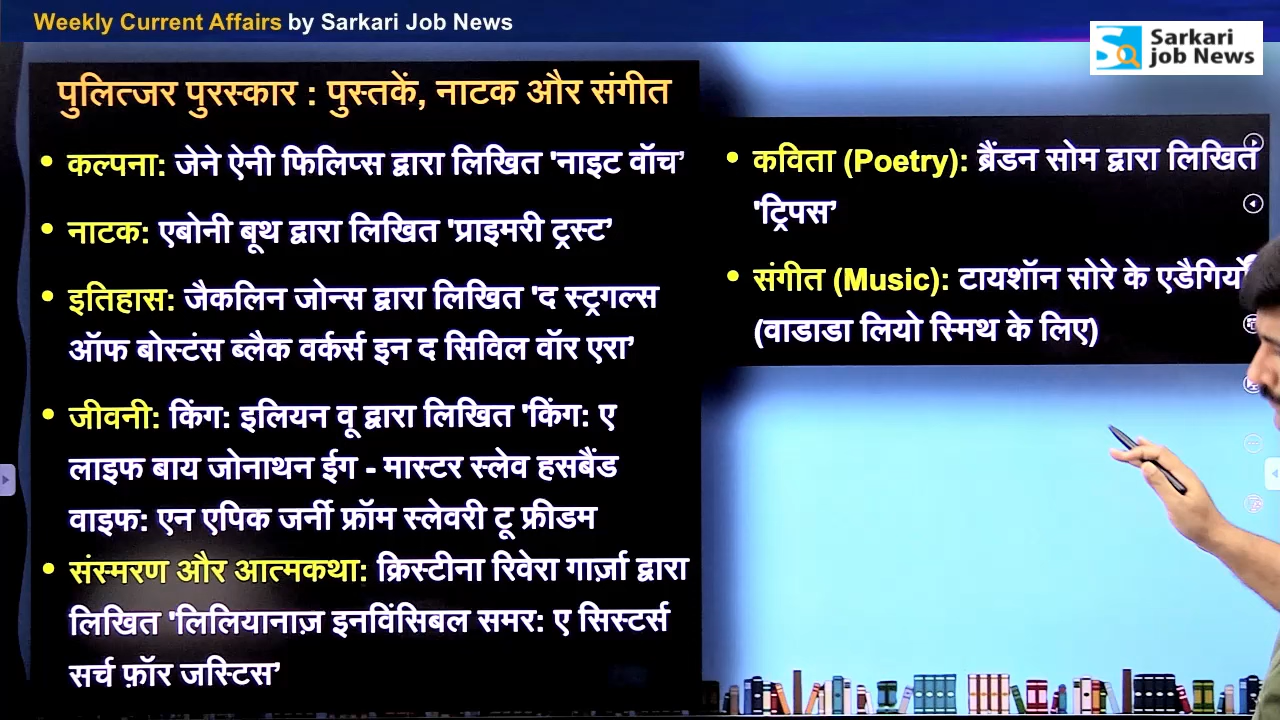 Weekly Current Affairs by Sarkari Job News
Sarkari
job News
पुलित्जर पुरस्कार : पुस्तकें, नाटक और संगीत
• कल्पना: जेने ऐनी फिलिप्स द्वारा लिखित 'नाइट वॉच’
• नाटक: एबोनी बूथ द्वारा लिखित 'प्राइमरी ट्रस्ट’
• इतिहास: जैकलिन जोन्स द्वारा लिखित 'द स्ट्रगल्स
ऑफ बोस्टंस ब्लैक वर्कर्स इन द सिविल वॉर एरा’
• जीवनी: किंग: इलियन वू द्वारा लिखित 'किंग: ए
लाइफ बाय जोनाथन ईग - मास्टर स्लेव हसबैंड
वाइफ: एन एपिक जर्नी फ्रॉम स्लेवरी टू फ्रीडम
• संस्मरण और आत्मकथा: क्रिस्टीना रिवेरा गार्ज़ा द्वारा
लिखित 'लिलियानाज़ इनविंसिबल समर: ए सिस्टर्स
सर्च फ़ॉर जस्टिस’
• कविता (Poetry): ब्रैंडन सोम द्वारा लिखित
'ट्रिपस’
• संगीत (Music): टायशॉन सोरे के एडैगियो
(वाडाडा लियो स्मिथ के लिए)